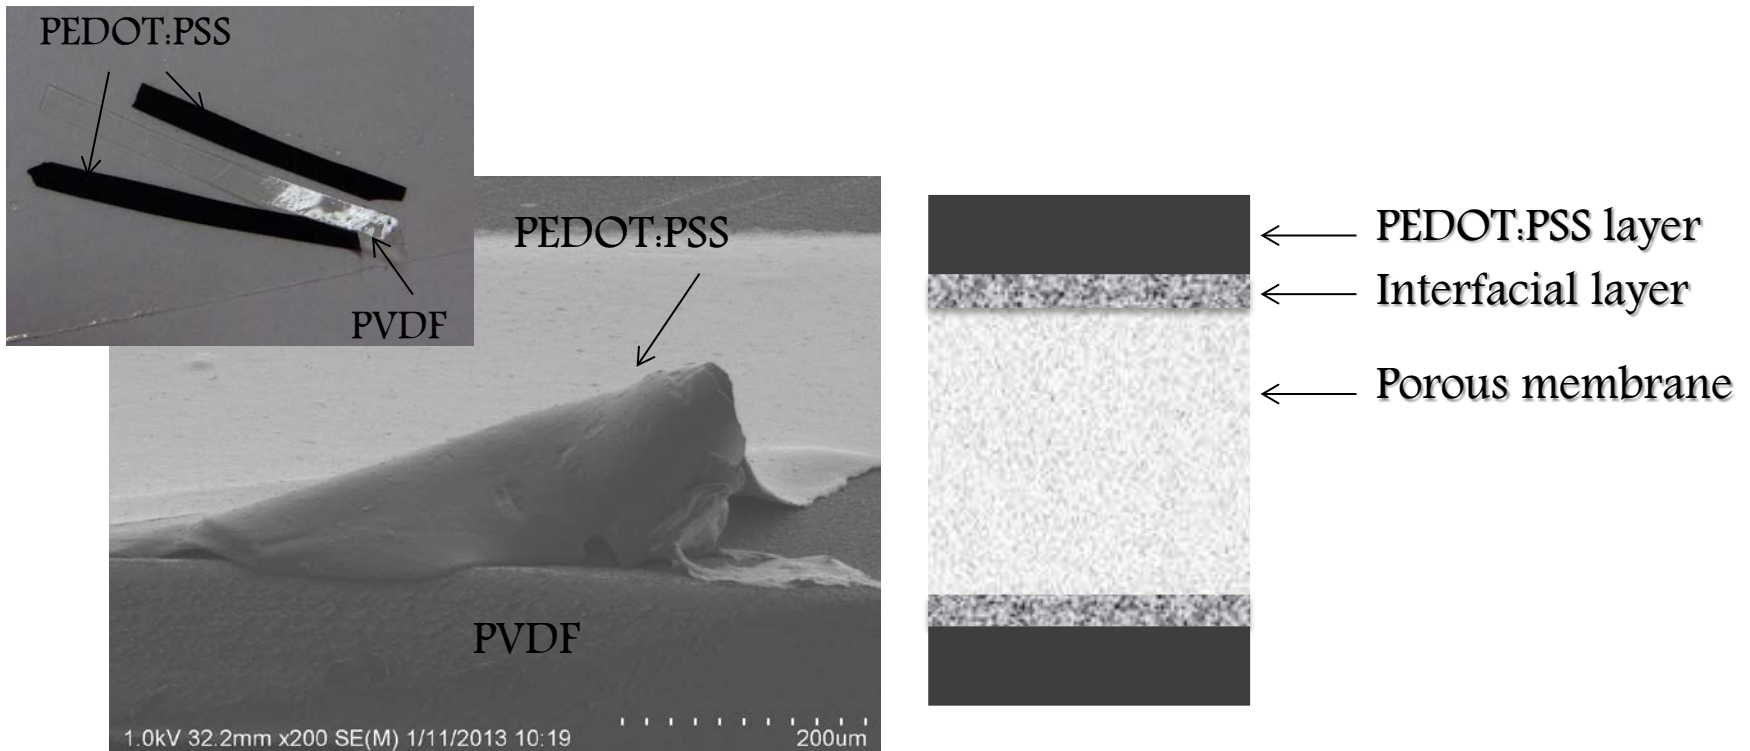 PEDOT:PSS
PVDF
PEDOT:PSS
PVDF
1.0kV 32.2mm x200 SE(M) 1/11/2013 10:19
200um
PEDOT:PSS layer
Interfacial layer
Porous membrane